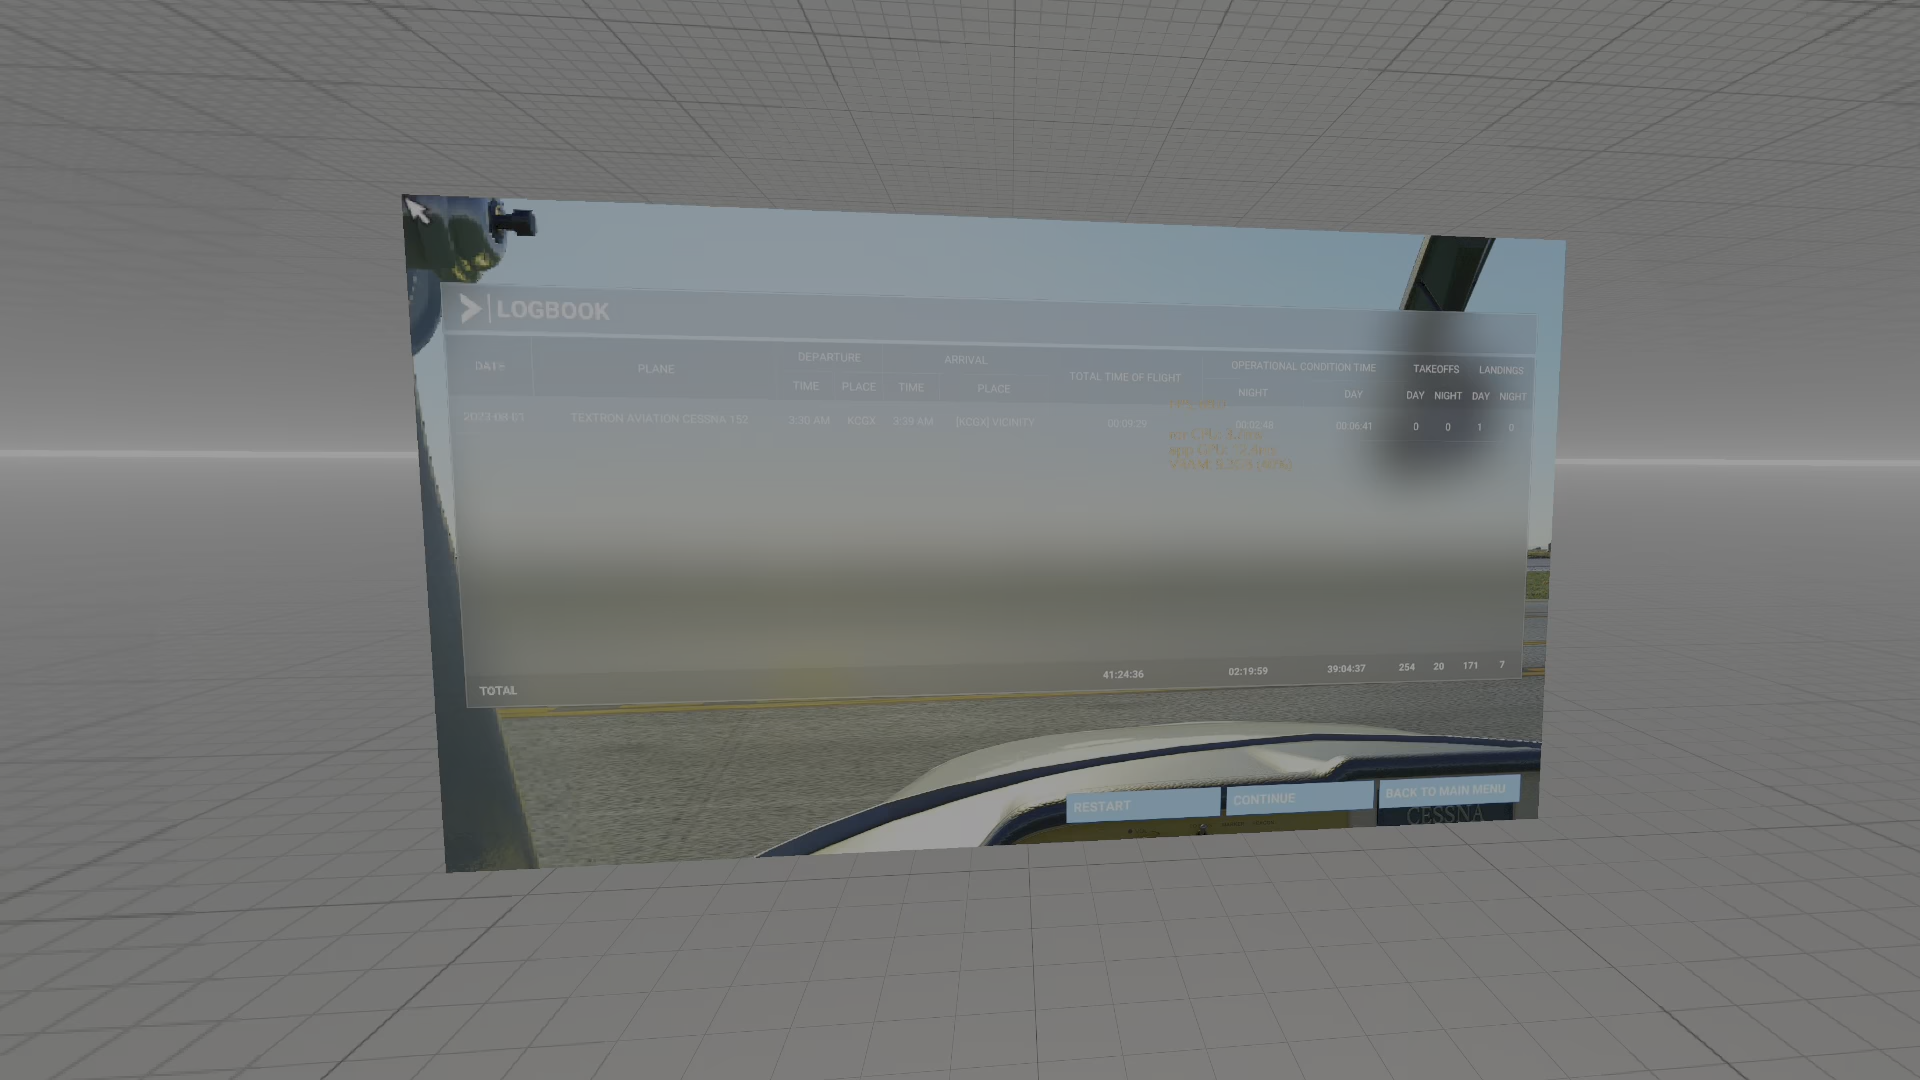 LOGBOOK
DATE PLANE DEPARTURE ARRIVAL TOTAL TIME OF FLIGHT OPERATIONAL CONDITION TIME TAKEOFFS LANDINGS
TIME PLACE TIME PLACE NIGHT DAY DAY NIGHT DAY NIGHT
TEXTRON AVIATION CESSNA 152 3:30 AM KCGX 3:39 AM [KCGX] VICINITY 00:09:29 00:02:48 00:06:41 0 0 1 0
TOTAL 41:24:36 02:19:59 39:04:37 254 20 171 7
RESTART CONTINUE BACK TO MAIN MENU
CESSNA